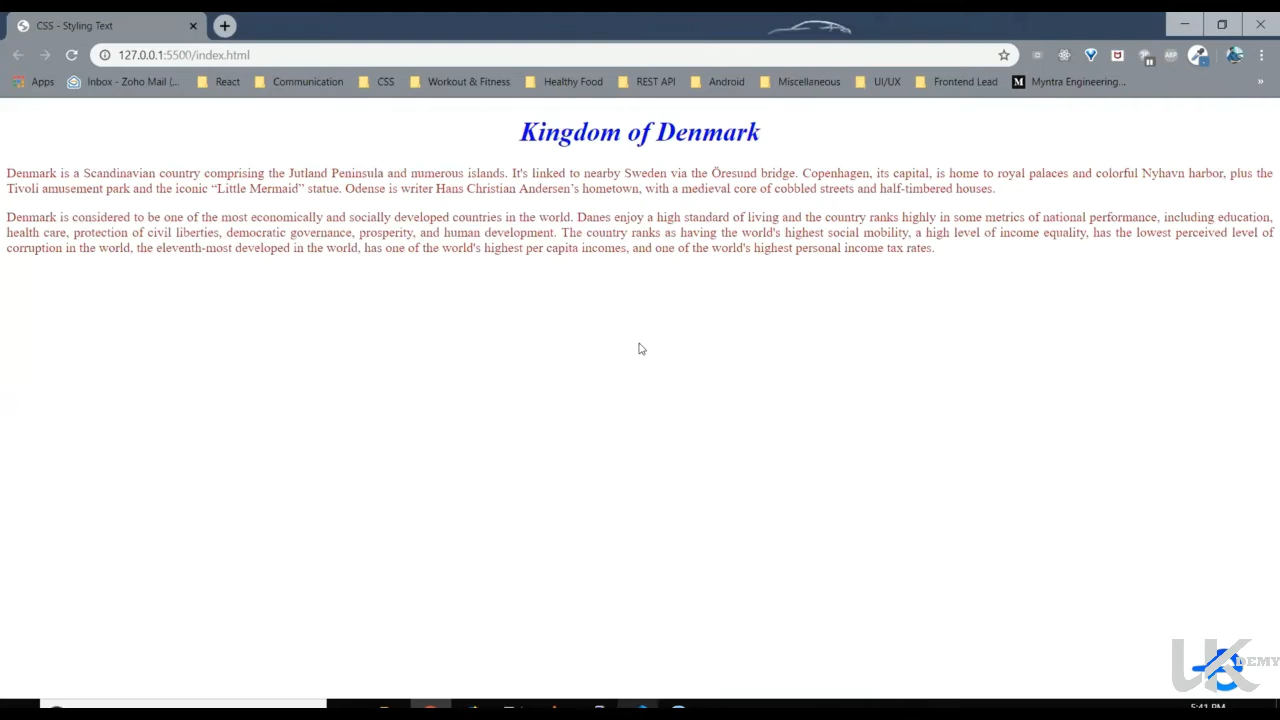 CSS - Styling Text
127.0.0.1:5500/index.html
Apps
Inbox - Zoho Mail (...
React
Communication
CSS
Workout & Fitness
Healthy Food
REST API
Android
Miscellaneous
UI/UX
Frontend Lead
M Myntra Engineering...
»
Kingdom of Denmark
Denmark is a Scandinavian country comprising the Jutland Peninsula and numerous islands. It's linked to nearby Sweden via the Öresund bridge. Copenhagen, its capital, is home to royal palaces and colorful Nyhavn harbor, plus the
Tivoli amusement park and the iconic “Little Mermaid” statue. Odense is writer Hans Christian Andersen’s hometown, with a medieval core of cobbled streets and half-timbered houses.
Denmark is considered to be one of the most economically and socially developed countries in the world. Danes enjoy a high standard of living and the country ranks highly in some metrics of national performance, including education,
health care, protection of civil liberties, democratic governance, prosperity, and human development. The country ranks as having the world's highest social mobility, a high level of income equality, has the lowest perceived level of
corruption in the world, the eleventh-most developed in the world, has one of the world's highest per capita incomes, and one of the world's highest personal income tax rates.
UK DEMY
5:41 PM